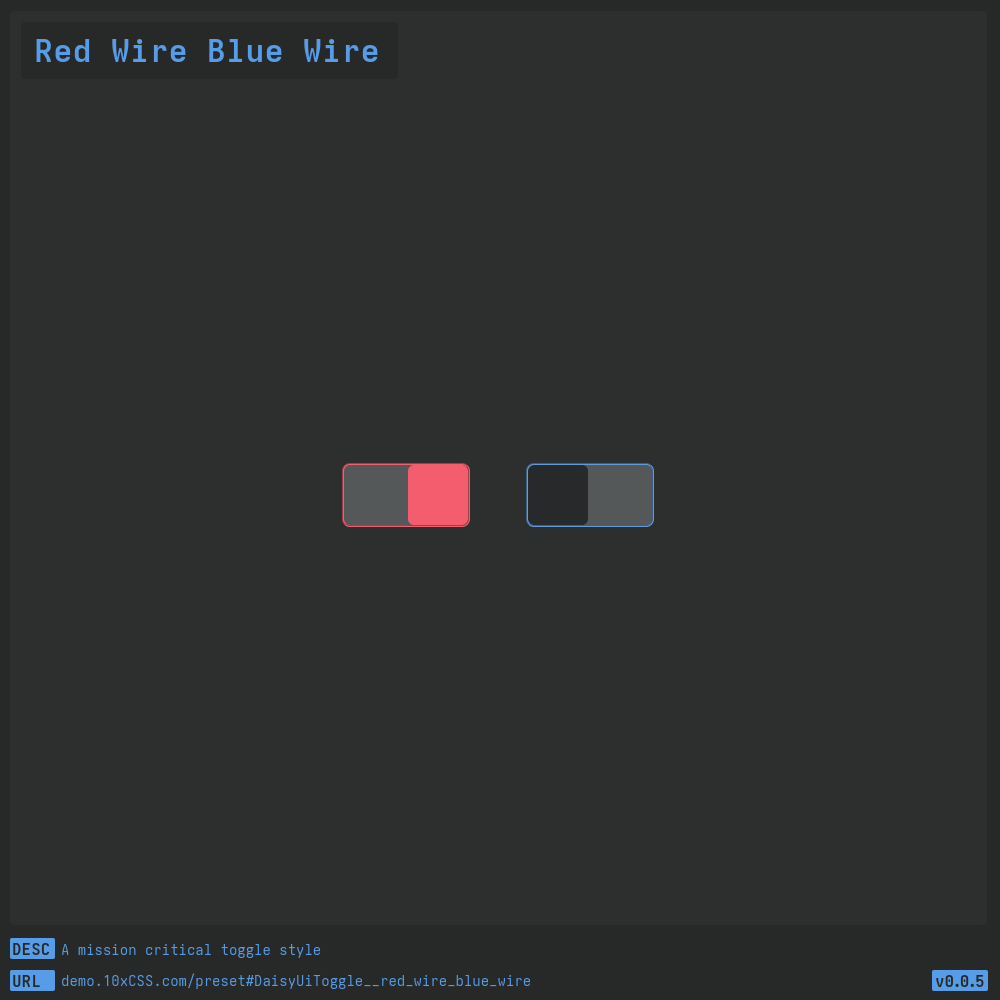 Red Wire Blue Wire
DESC A mission critical toggle style
URL demo.10xCSS.com/preset#DaisyUiToggle__red_wire_blue_wire
v0.0.5